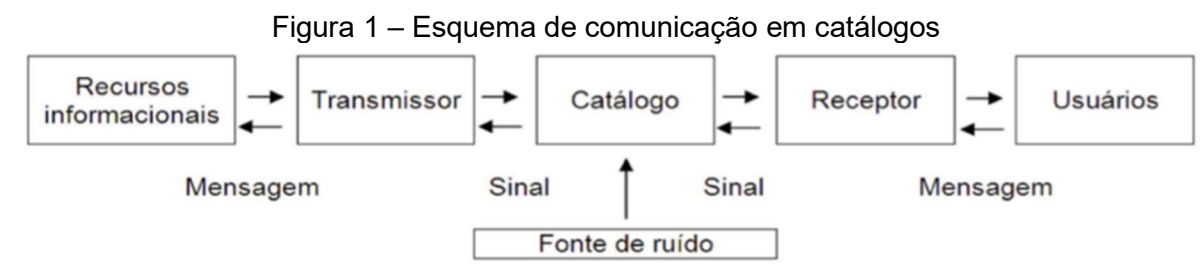 Figura 1 – Esquema de comunicação em catálogos
Recursos
informacionais
Transmissor
Catálogo
Receptor
Usuários
Mensagem
Sinal
Sinal
Mensagem
Fonte de ruído